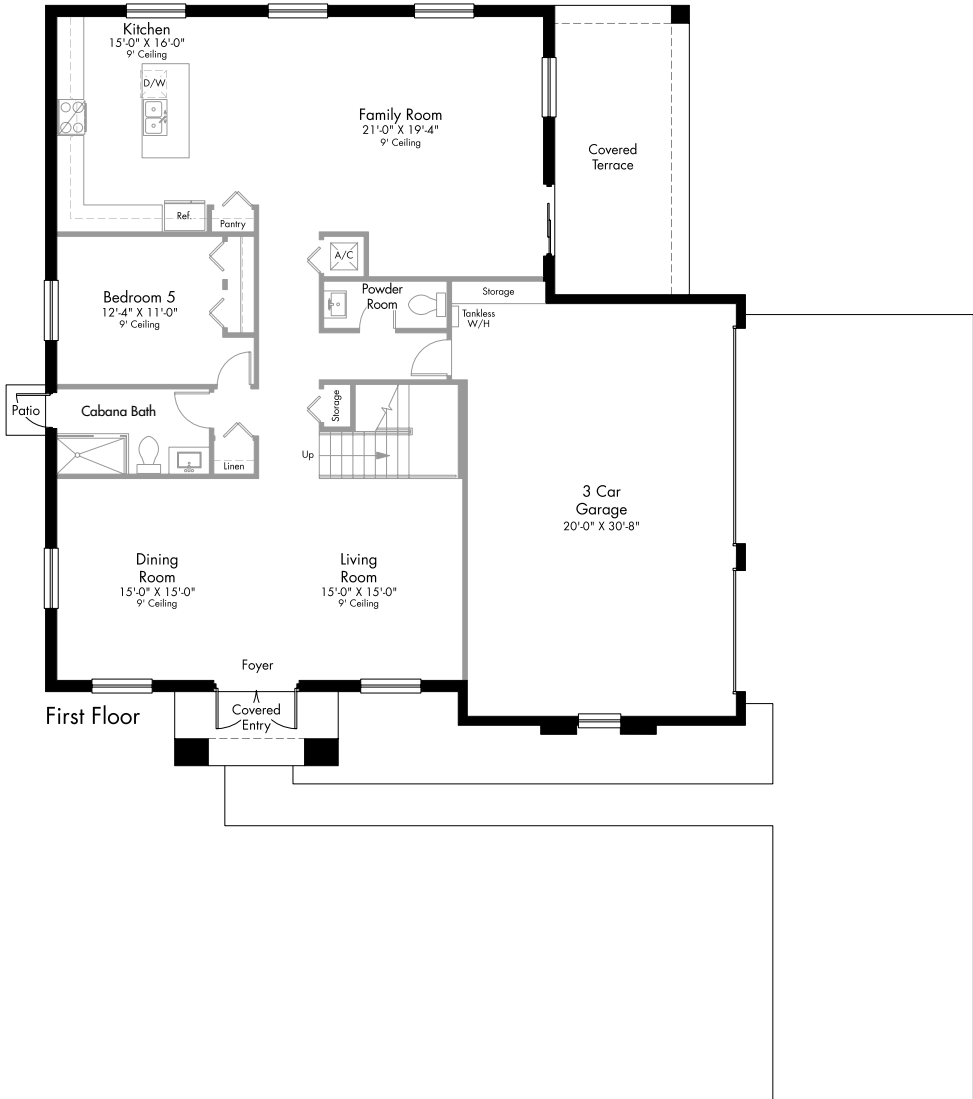 Kitchen
15'-0" X 16'-0"
9' Ceiling
D/W
Family Room
21'-0" X 19'-4"
9' Ceiling
Covered
Terrace
Ref.
Pantry
A/C
Bedroom 5
12'-4" X 11'-0"
9' Ceiling
Powder
Room
Storage
Tankless
W/H
Patio
Cabana Bath
Storage
Linen
Up
3 Car
Garage
20'-0" X 30'-8"
Dining
Room
15'-0" X 15'-0"
9' Ceiling
Living
Room
15'-0" X 15'-0"
9' Ceiling
Foyer
Covered
Entry
First Floor